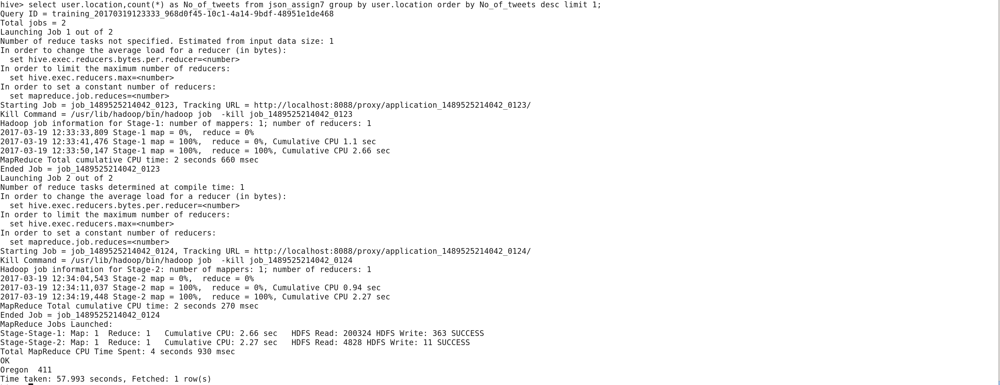 hive> select user.location,count(*) as No_of_tweets from json_assign7 group by user.location order by No_of_tweets desc limit 1;
Query ID = training_20170319123333_968d0f45-10c1-4a14-9bdf-48951e1de468
Total jobs = 2
Launching Job 1 out of 2
Number of reduce tasks not specified. Estimated from input data size: 1
In order to change the average load for a reducer (in bytes):
  set hive.exec.reducers.bytes.per.reducer=<number>
In order to limit the maximum number of reducers:
  set hive.exec.reducers.max=<number>
In order to set a constant number of reducers:
  set mapreduce.job.reduces=<number>
Starting Job = job_1489525214042_0123, Tracking URL = http://localhost:8088/proxy/application_1489525214042_0123/
Kill Command = /usr/lib/hadoop/bin/hadoop job  -kill job_1489525214042_0123
Hadoop job information for Stage-1: number of mappers: 1; number of reducers: 1
2017-03-19 12:33:33,809 Stage-1 map = 0%,  reduce = 0%
2017-03-19 12:33:41,476 Stage-1 map = 100%,  reduce = 0%, Cumulative CPU 1.1 sec
2017-03-19 12:33:50,147 Stage-1 map = 100%,  reduce = 100%, Cumulative CPU 2.66 sec
MapReduce Total cumulative CPU time: 2 seconds 660 msec
Ended Job = job_1489525214042_0123
Launching Job 2 out of 2
Number of reduce tasks determined at compile time: 1
In order to change the average load for a reducer (in bytes):
  set hive.exec.reducers.bytes.per.reducer=<number>
In order to limit the maximum number of reducers:
  set hive.exec.reducers.max=<number>
In order to set a constant number of reducers:
  set mapreduce.job.reduces=<number>
Starting Job = job_1489525214042_0124, Tracking URL = http://localhost:8088/proxy/application_1489525214042_0124/
Kill Command = /usr/lib/hadoop/bin/hadoop job  -kill job_1489525214042_0124
Hadoop job information for Stage-2: number of mappers: 1; number of reducers: 1
2017-03-19 12:34:04,543 Stage-2 map = 0%,  reduce = 0%
2017-03-19 12:34:11,037 Stage-2 map = 100%,  reduce = 0%, Cumulative CPU 0.94 sec
2017-03-19 12:34:19,448 Stage-2 map = 100%,  reduce = 100%, Cumulative CPU 2.27 sec
MapReduce Total cumulative CPU time: 2 seconds 270 msec
Ended Job = job_1489525214042_0124
MapReduce Jobs Launched:
Stage-Stage-1: Map: 1  Reduce: 1   Cumulative CPU: 2.66 sec   HDFS Read: 200324 HDFS Write: 363 SUCCESS
Stage-Stage-2: Map: 1  Reduce: 1   Cumulative CPU: 2.27 sec   HDFS Read: 4828 HDFS Write: 11 SUCCESS
Total MapReduce CPU Time Spent: 4 seconds 930 msec
OK
Oregon  411
Time taken: 57.993 seconds, Fetched: 1 row(s)